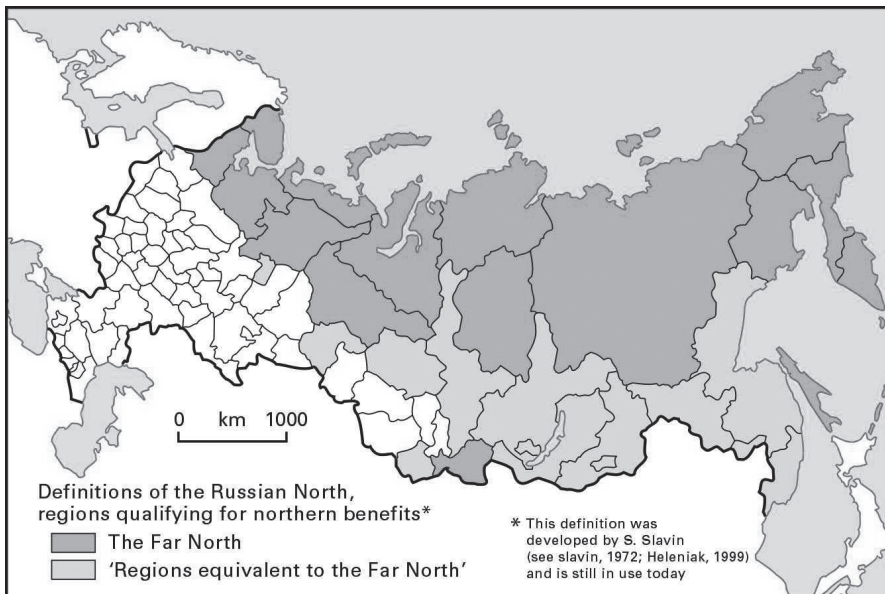 0 km 1000
Definitions of the Russian North,
regions qualifying for northern benefits*
The Far North
'Regions equivalent to the Far North'
* This definition was
developed by S. Slavin
(see slavin, 1972; Heleniak, 1999)
and is still in use today